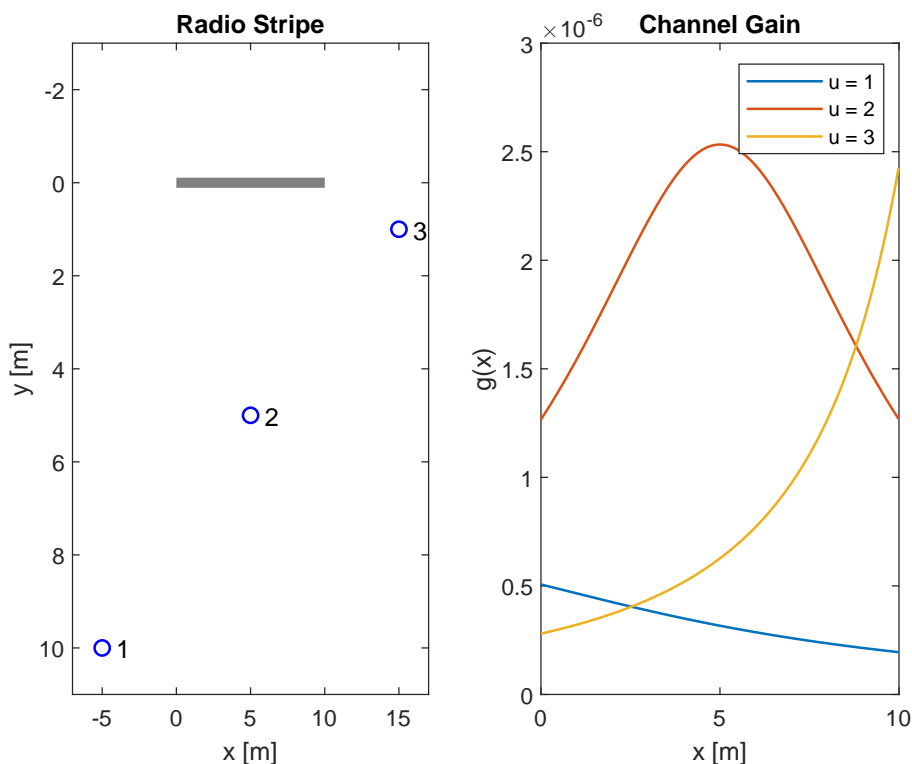 Radio Stripe
-2
0
2
4
6
8
10
y [m]
3
2
1
-5
0
5
10
15
x [m]
Channel Gain
×10⁻⁶
3
2.5
2
1.5
1
0.5
0
g(x)
u = 1
u = 2
u = 3
0
5
10
x [m]